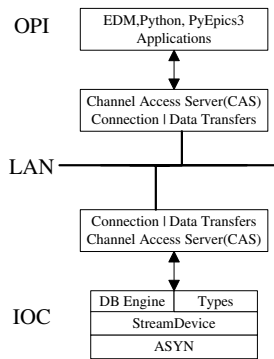 OPI
EDM,Python, PyEpics3
Applications
Channel Access Server(CAS)
Connection | Data Transfers
LAN
Connection | Data Transfers
Channel Access Server(CAS)
IOC
DB Engine Types
StreamDevice
ASYN